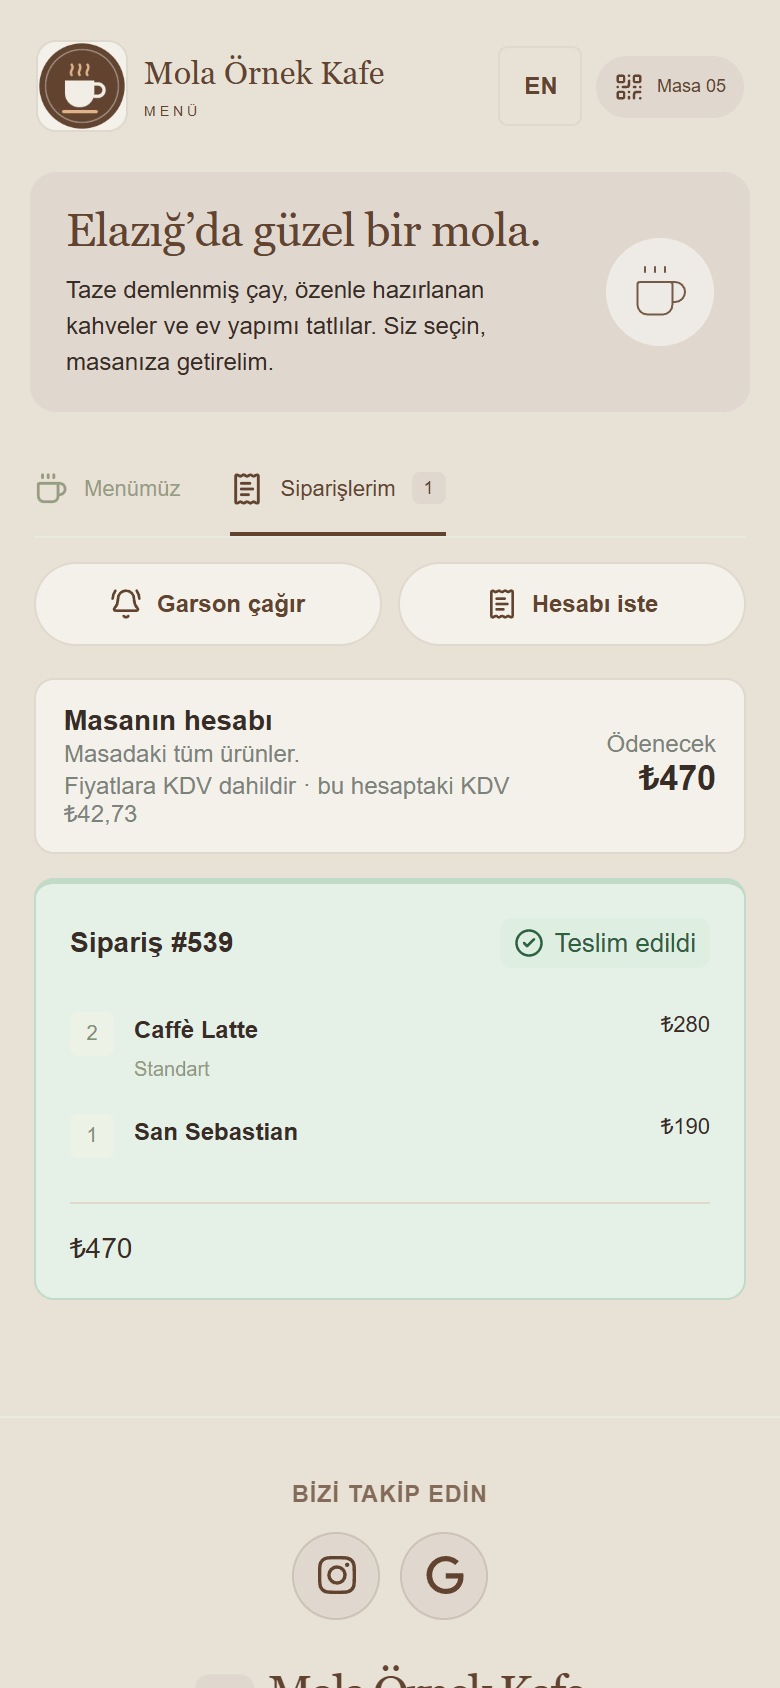 Mola Örnek Kafe
MENÜ
EN
Masa 05
Elazığ’da güzel bir mola.
Taze demlenmiş çay, özenle hazırlanan
kahveler ve ev yapımı tatlılar. Siz seçin,
masanıza getirelim.
Menümüz
Siparişlerim 1
Garson çağır
Hesabı iste
Masanın hesabı
Masadaki tüm ürünler.
Fiyatlara KDV dahildir · bu hesaptaki KDV
₺42,73
Ödenecek
₺470
Sipariş #539
Teslim edildi
2 Caffè Latte ₺280
Standart
1 San Sebastian ₺190
₺470
BİZİ TAKİP EDİN
Mola Örnek Kafe